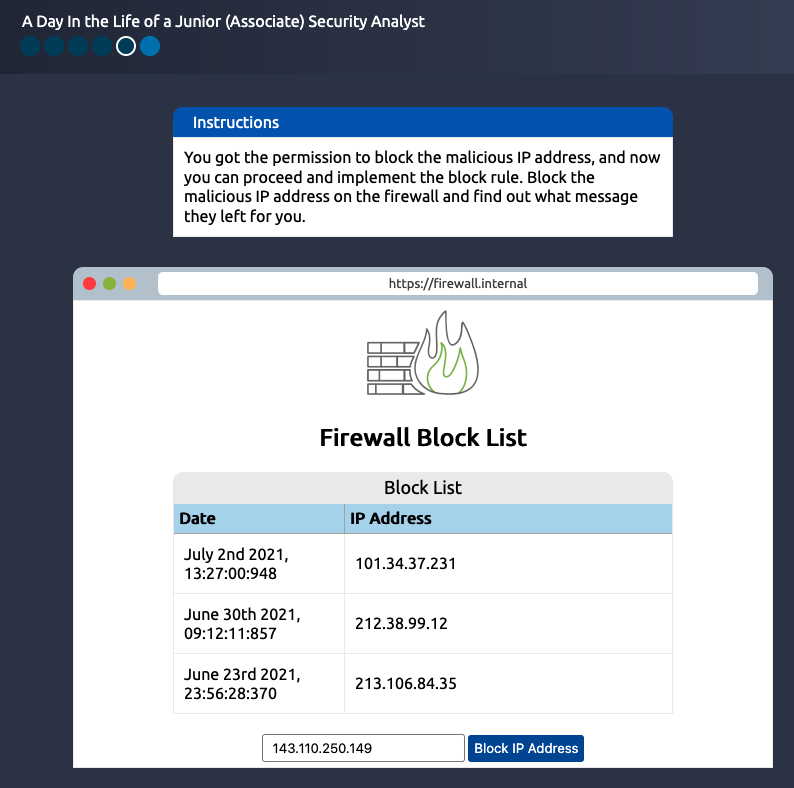 A Day In the Life of a Junior (Associate) Security Analyst
Instructions
You got the permission to block the malicious IP address, and now
you can proceed and implement the block rule. Block the
malicious IP address on the firewall and find out what message
they left for you.
https://firewall.internal
Firewall Block List
Block List
Date IP Address
July 2nd 2021,
13:27:00:948
101.34.37.231
June 30th 2021,
09:12:11:857
212.38.99.12
June 23rd 2021,
23:56:28:370
213.106.84.35
143.110.250.149 Block IP Address